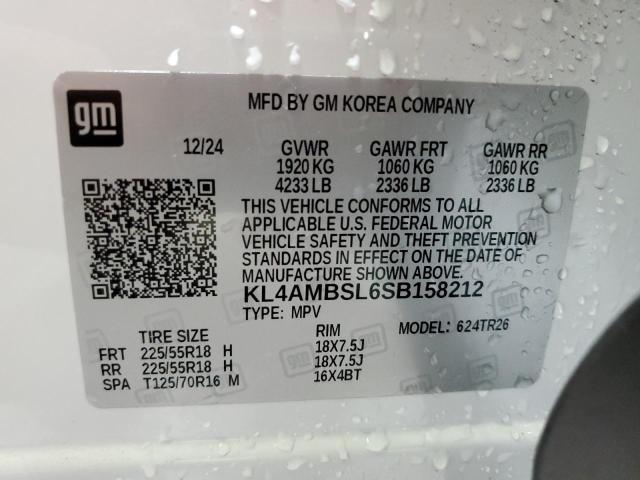 gm
MFD BY GM KOREA COMPANY
12/24 GVWR GAWR FRT GAWR RR
1920 KG 1060 KG 1060 KG
4233 LB 2336 LB 2336 LB
THIS VEHICLE CONFORMS TO ALL
APPLICABLE U.S. FEDERAL MOTOR
VEHICLE SAFETY AND THEFT PREVENTION
STANDARDS IN EFFECT ON THE DATE OF
MANUFACTURE SHOWN ABOVE.
KL4AMBSL6SB158212
TYPE: MPV
TIRE SIZE RIM MODEL: 624TR26
FRT 225/55R18 H 18X7.5J
RR 225/55R18 H 18X7.5J
SPA T125/70R16 M 16X4BT